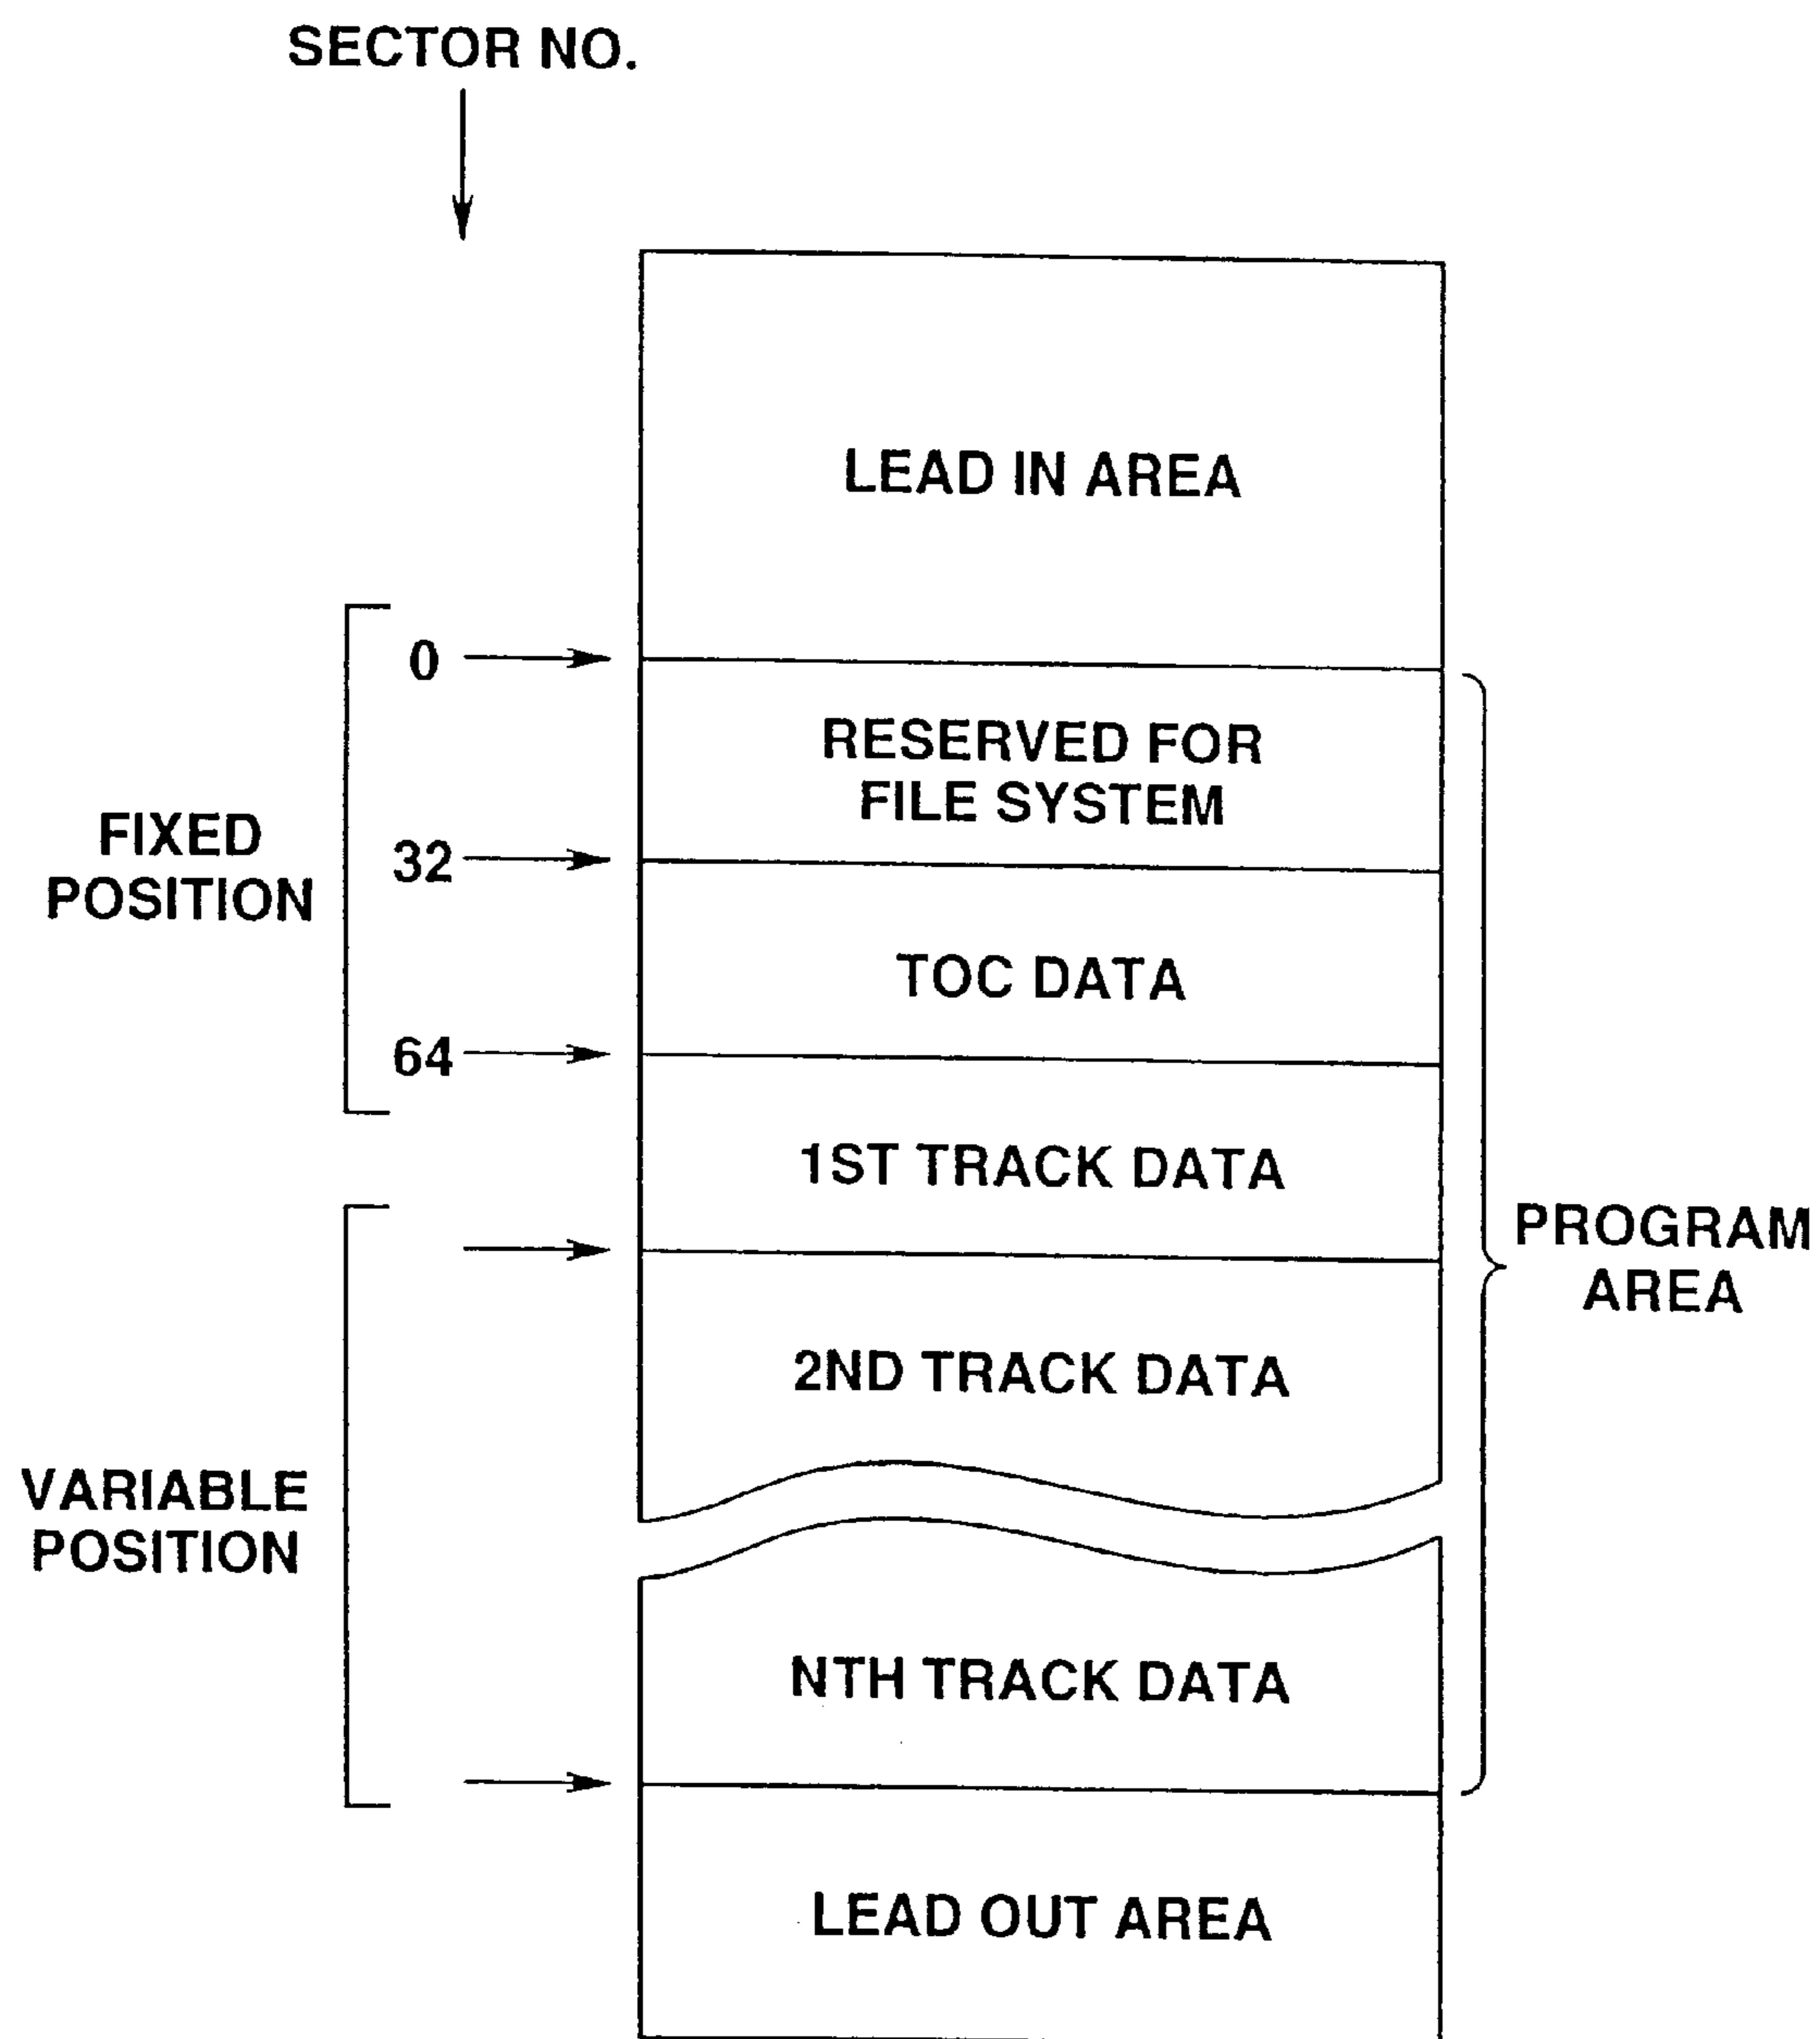 SECTOR NO.
LEAD IN AREA
0
RESERVED FOR
FILE SYSTEM
FIXED
POSITION
32
TOC DATA
64
1ST TRACK DATA
PROGRAM
AREA
2ND TRACK DATA
VARIABLE
POSITION
NTH TRACK DATA
LEAD OUT AREA